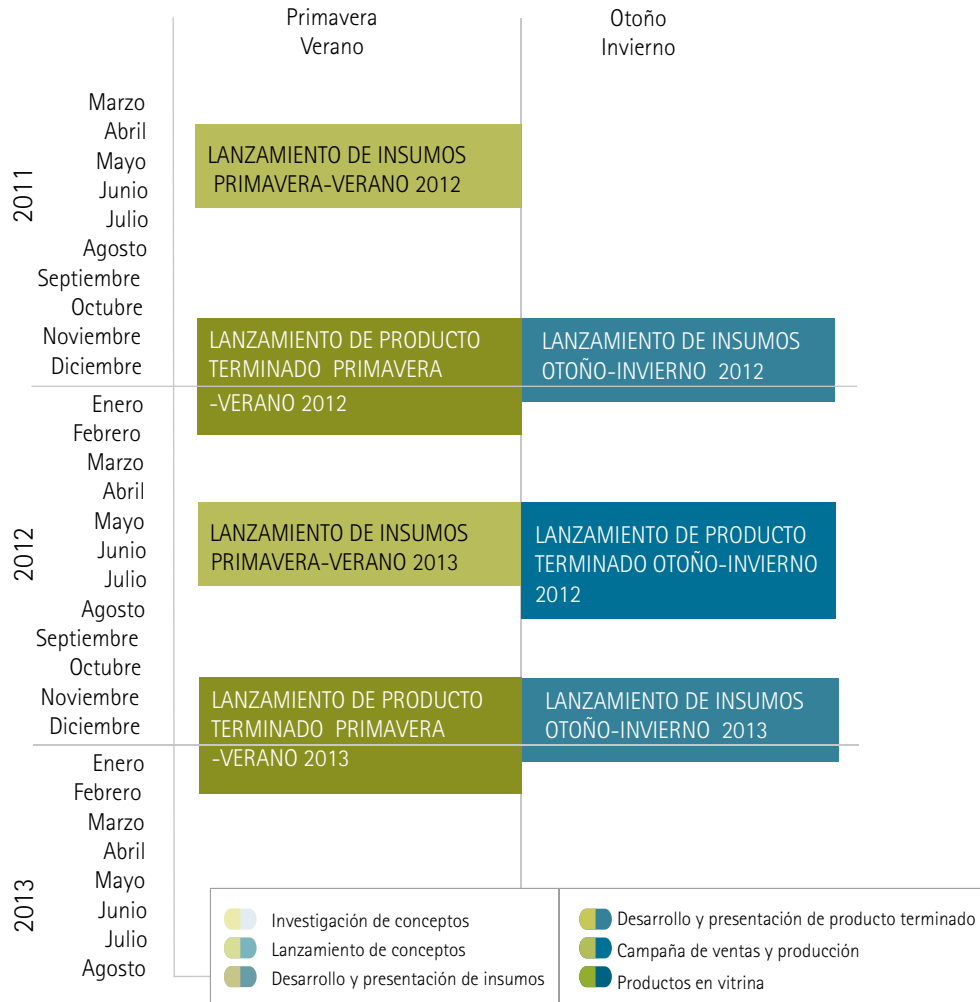 Primavera
Verano
Otoño
Invierno
2011
Marzo
Abril
Mayo
Junio
Julio
Agosto
Septiembre
Octubre
Noviembre
Diciembre
LANZAMIENTO DE INSUMOS
PRIMAVERA-VERANO 2012
LANZAMIENTO DE PRODUCTO
TERMINADO PRIMAVERA
-VERANO 2012
LANZAMIENTO DE INSUMOS
OTOÑO-INVIERNO 2012
2012
Enero
Febrero
Marzo
Abril
Mayo
Junio
Julio
Agosto
Septiembre
Octubre
Noviembre
Diciembre
LANZAMIENTO DE INSUMOS
PRIMAVERA-VERANO 2013
LANZAMIENTO DE PRODUCTO
TERMINADO OTOÑO-INVIERNO
2012
LANZAMIENTO DE PRODUCTO
TERMINADO PRIMAVERA
-VERANO 2013
LANZAMIENTO DE INSUMOS
OTOÑO-INVIERNO 2013
2013
Enero
Febrero
Marzo
Abril
Mayo
Junio
Julio
Agosto
Investigación de conceptos
Lanzamiento de conceptos
Desarrollo y presentación de insumos
Desarrollo y presentación de producto terminado
Campaña de ventas y producción
Productos en vitrina